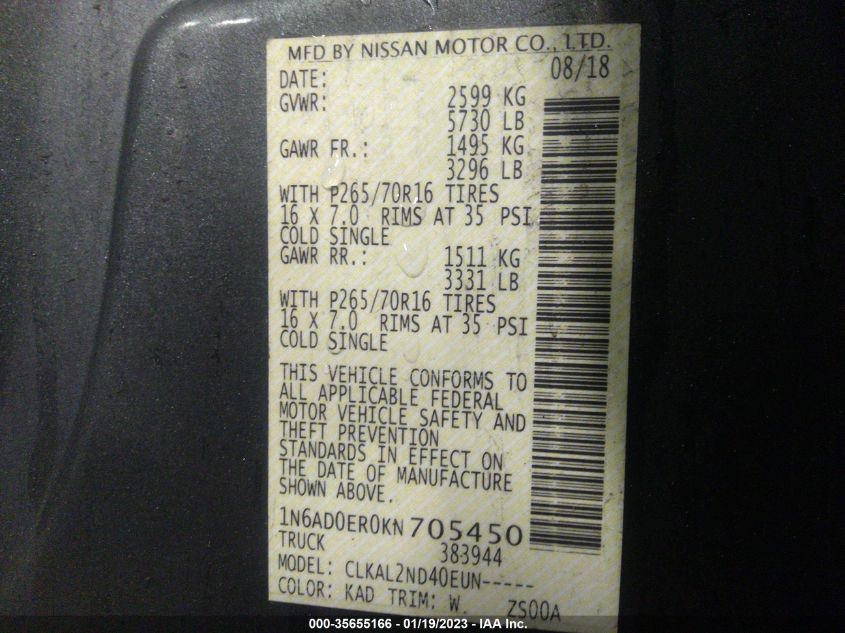 MFD BY NISSAN MOTOR CO., LTD.
DATE: 08/18
GVWR: 2599 KG
5730 LB
GAWR FR.: 1495 KG
3296 LB
WITH P265/70R16 TIRES
16 X 7.0 RIMS AT 35 PSI
COLD SINGLE
GAWR RR.: 1511 KG
3331 LB
WITH P265/70R16 TIRES
16 X 7.0 RIMS AT 35 PSI
COLD SINGLE
THIS VEHICLE CONFORMS TO
ALL APPLICABLE FEDERAL
MOTOR VEHICLE SAFETY AND
THEFT PREVENTION
STANDARDS IN EFFECT ON
THE DATE OF MANUFACTURE
SHOWN ABOVE.
1N6AD0ER0KN705450
TRUCK 383944
MODEL: CLKAL2ND40EUN-----
COLOR: KAD TRIM: W. ZS00A
000-35655166 - 01/19/2023 - IAA Inc.